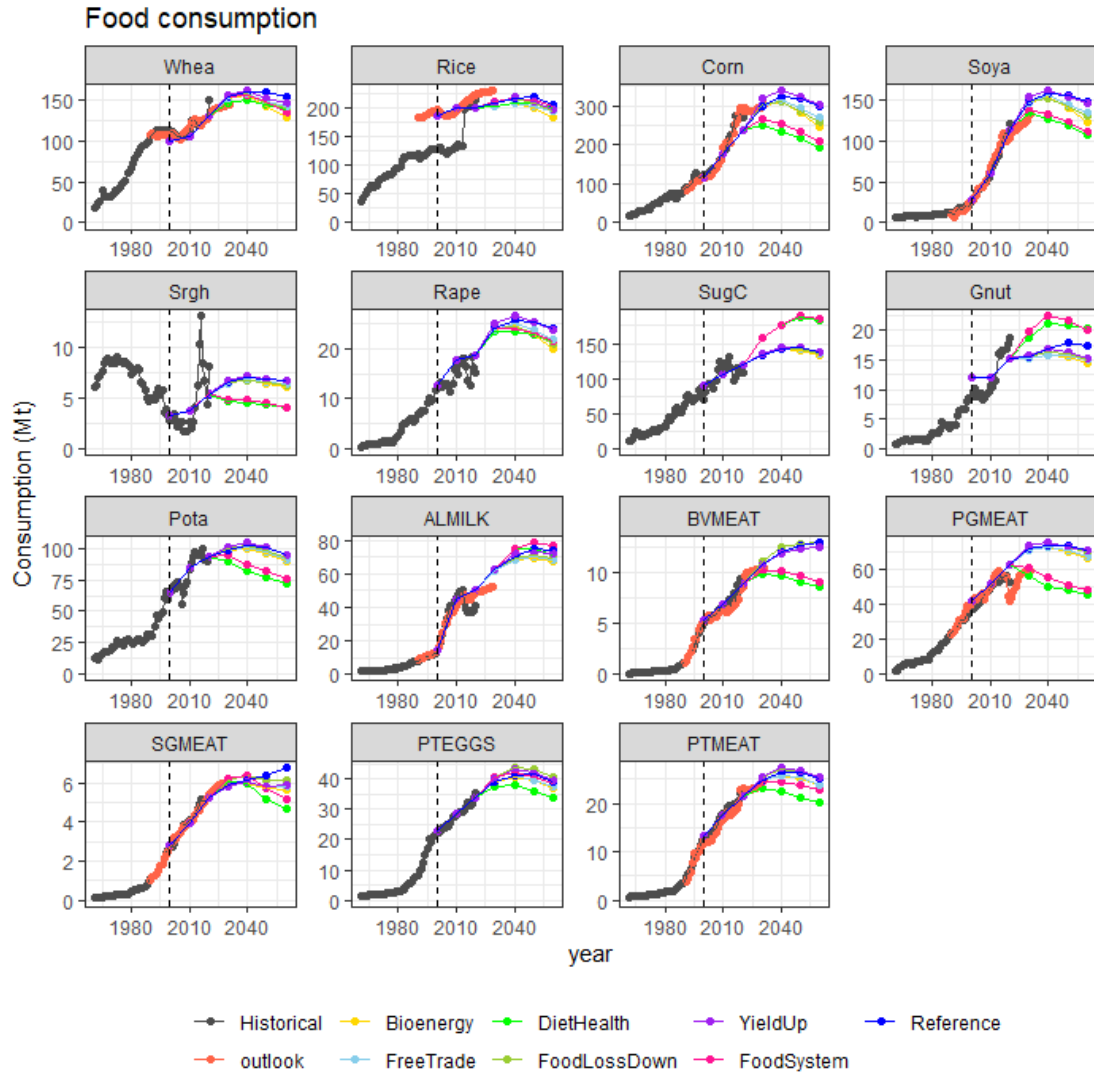 Food consumption
Whea Rice Corn Soya
150 100 50 0
200 150 100 50 0
300 200 100 0
150 100 50 0
1980 2010 2040 1980 2010 2040 1980 2010 2040 1980 2010 2040
Srgh Rape SugC Gnut
10 5 0
20 10 0
150 100 50 0
20 15 10 5 0
1980 2010 2040 1980 2010 2040 1980 2010 2040 1980 2010 2040
Consumption (Mt)
Pota ALMILK BVMEAT PGMEAT
100 75 50 25 0
80 60 40 20 0
10 5 0
60 40 20 0
1980 2010 2040 1980 2010 2040 1980 2010 2040 1980 2010 2040
SGMEAT PTEGGS PTMEAT
6 4 2 0
40 30 20 10 0
20 10 0
1980 2010 2040 1980 2010 2040 1980 2010 2040
year
Historical Bioenergy DietHealth YieldUp Reference
outlook FreeTrade FoodLossDown FoodSystem